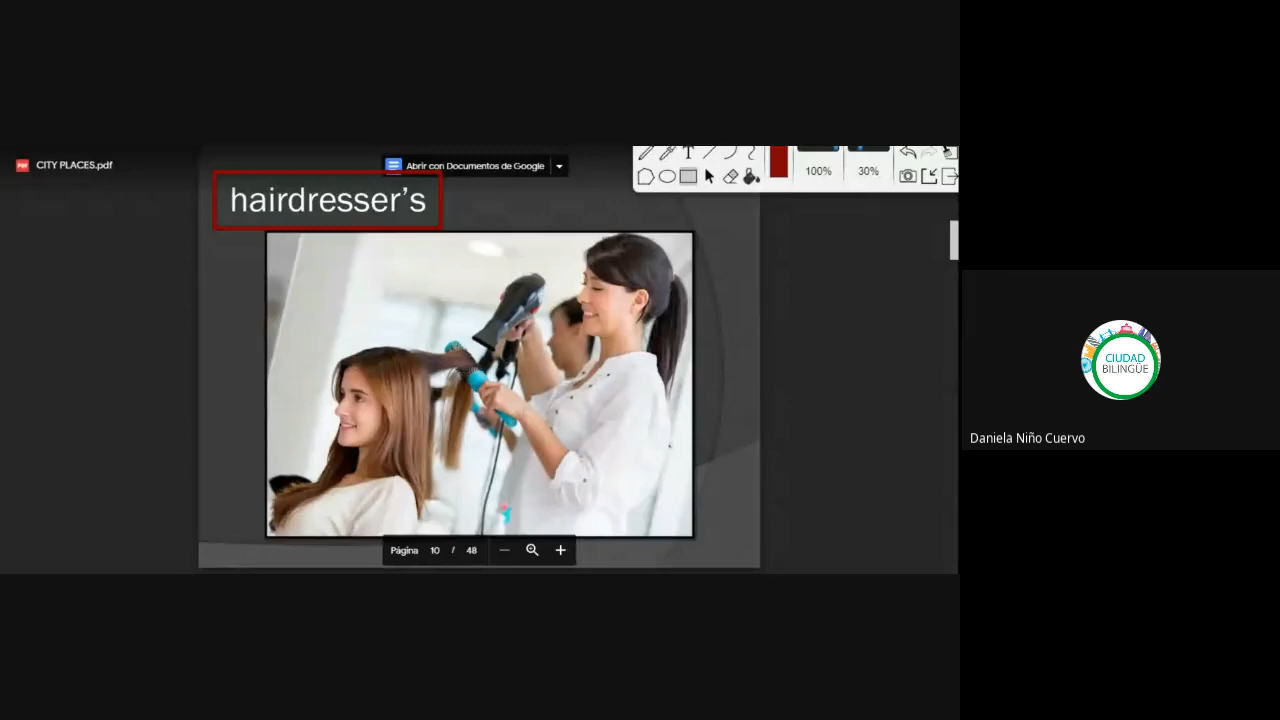 CITY PLACES.pdf
Abrir con Documentos de Google
100%
30%
hairdresser's
CIUDAD
BILINGÜE
Daniela Niño Cuervo
Página 10 / 48